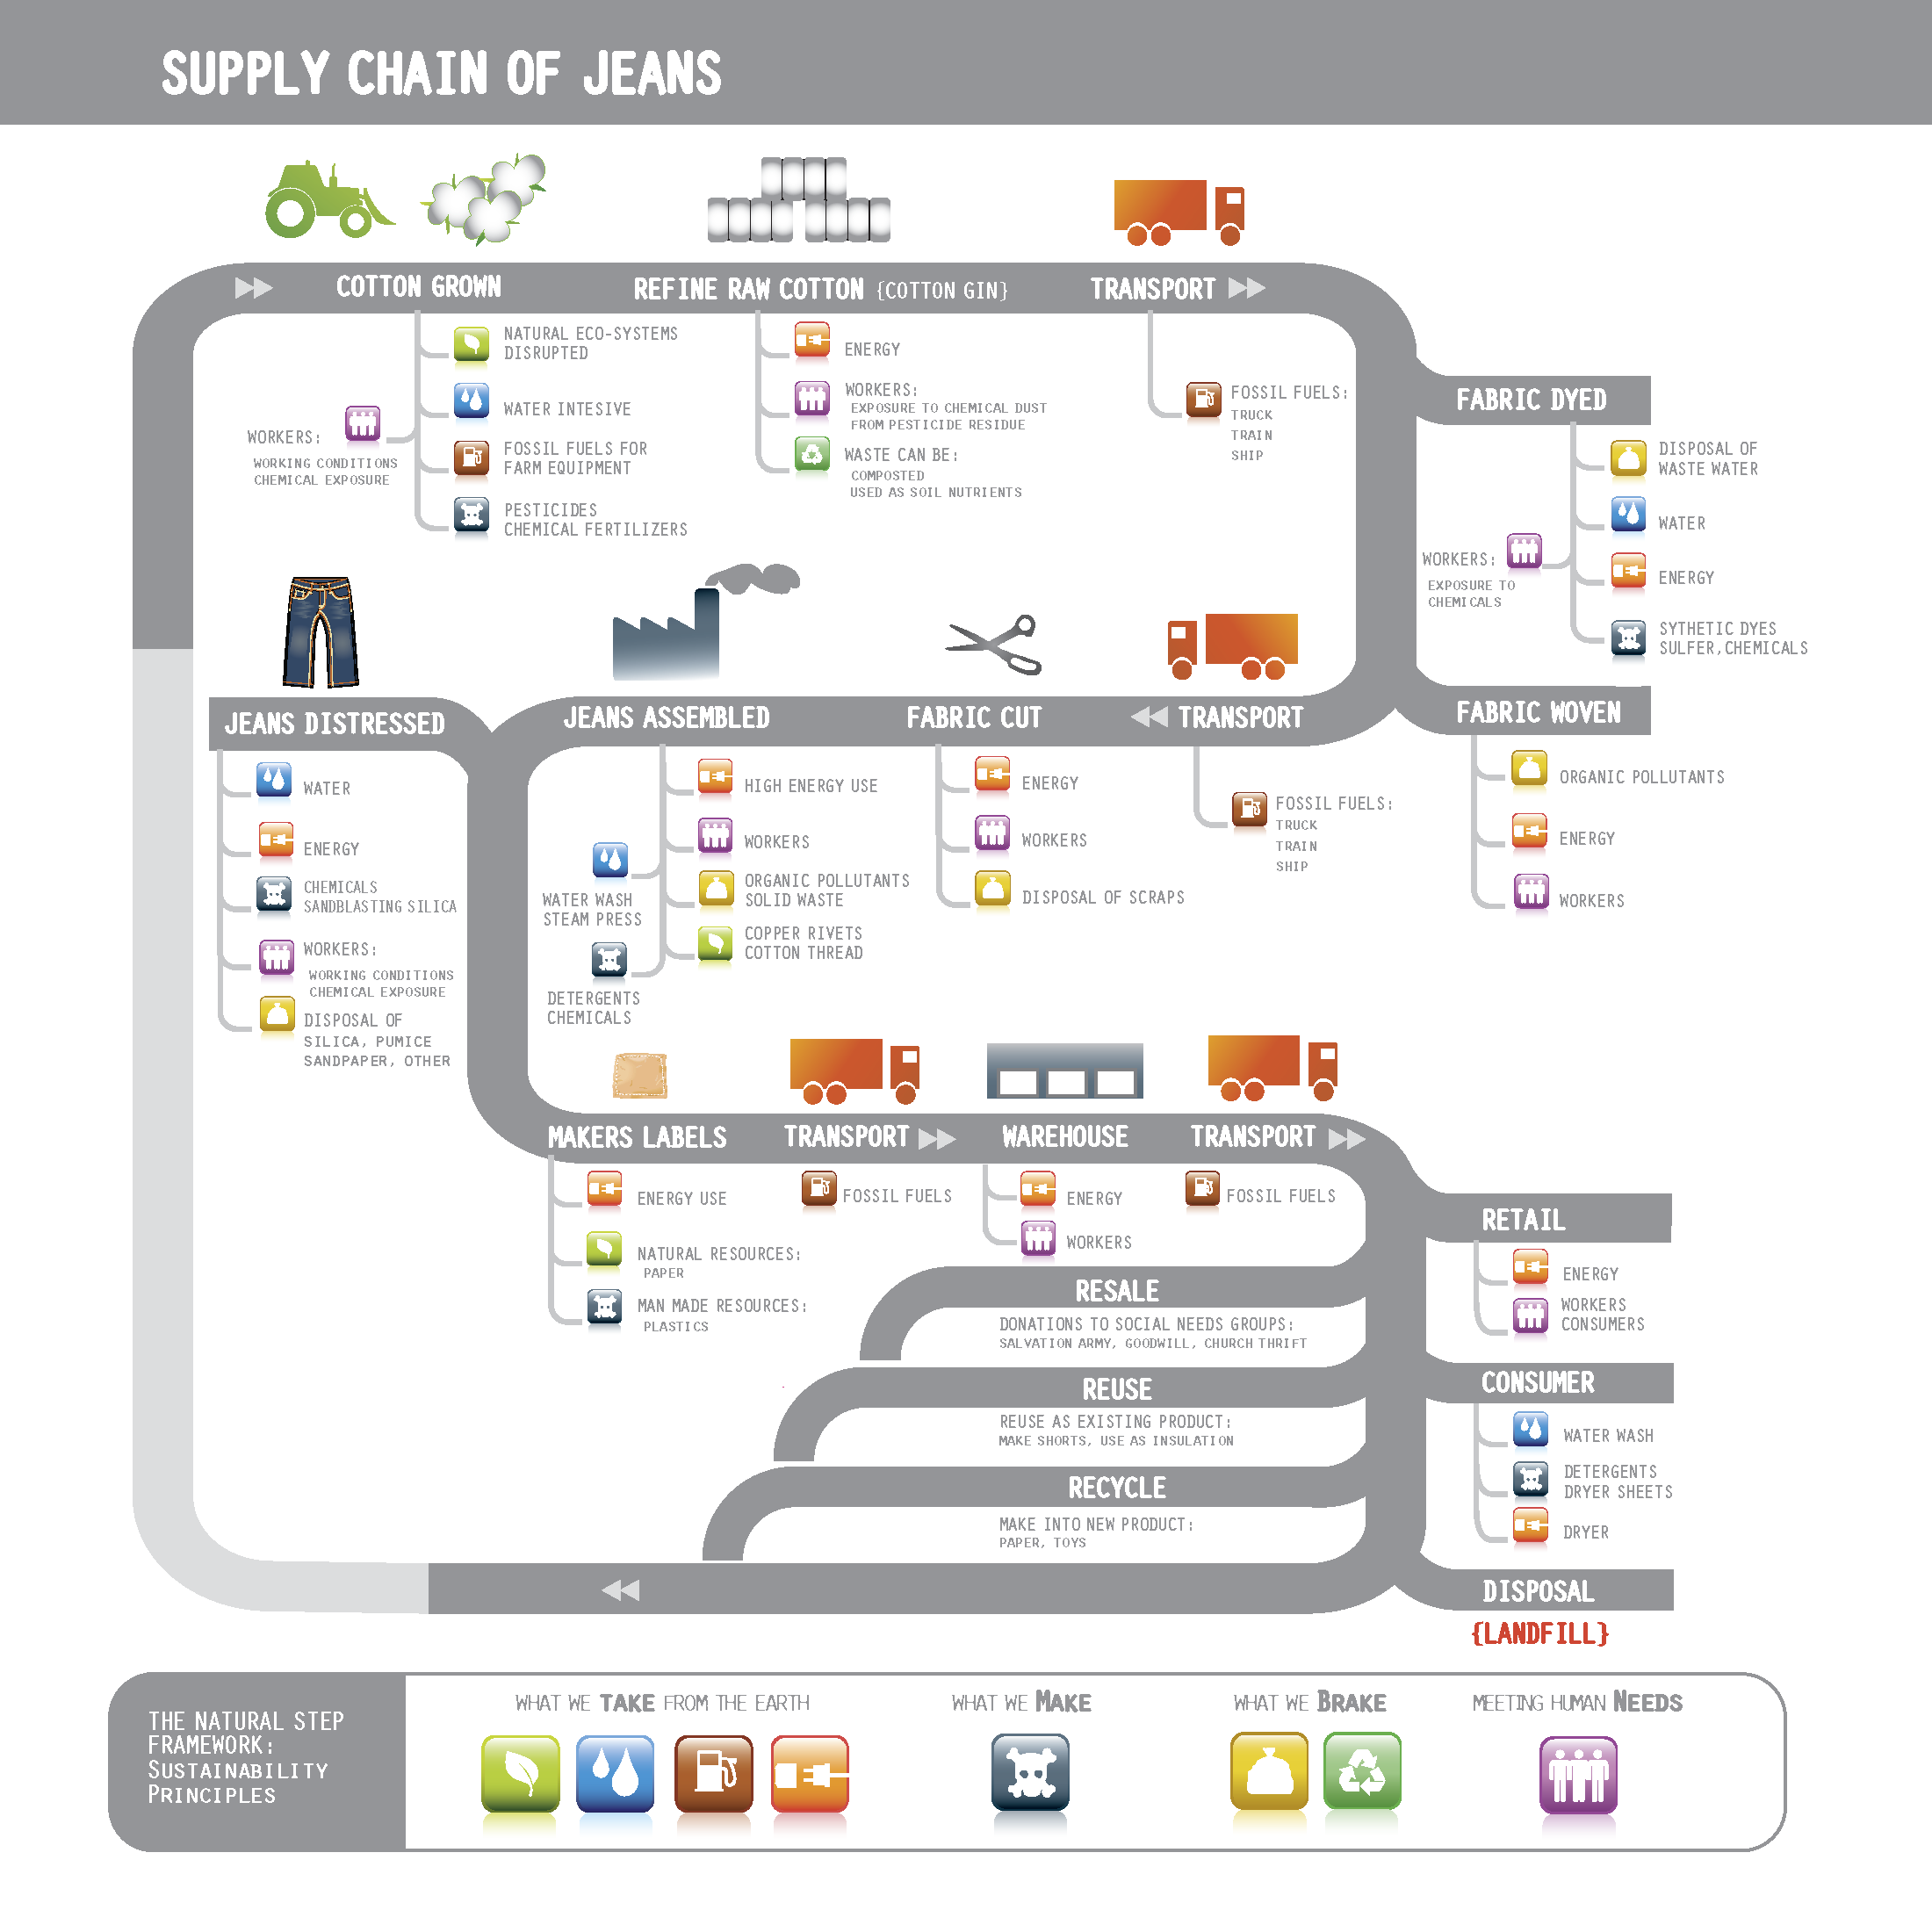 SUPPLY CHAIN OF JEANS
COTTON GROWN
NATURAL ECO-SYSTEMS
DISRUPTED
WATER INTESIVE
WORKERS:
WORKING CONDITIONS
CHEMICAL EXPOSURE
FOSSIL FUELS FOR
FARM EQUIPMENT
PESTICIDES
CHEMICAL FERTILIZERS
REFINE RAW COTTON {COTTON GIN}
ENERGY
WORKERS:
EXPOSURE TO CHEMICAL DUST
FROM PESTICIDE RESIDUE
WASTE CAN BE:
COMPOSTED
USED AS SOIL NUTRIENTS
TRANSPORT
FOSSIL FUELS:
TRUCK
TRAIN
SHIP
FABRIC DYED
DISPOSAL OF
WASTE WATER
WATER
WORKERS:
EXPOSURE TO
CHEMICALS
ENERGY
SYTHETIC DYES
SULFER,CHEMICALS
FABRIC WOVEN
ORGANIC POLLUTANTS
ENERGY
WORKERS
TRANSPORT
FOSSIL FUELS:
TRUCK
TRAIN
SHIP
FABRIC CUT
ENERGY
WORKERS
DISPOSAL OF SCRAPS
JEANS ASSEMBLED
HIGH ENERGY USE
WORKERS
WATER WASH
STEAM PRESS
ORGANIC POLLUTANTS
SOLID WASTE
COPPER RIVETS
COTTON THREAD
DETERGENTS
CHEMICALS
JEANS DISTRESSED
WATER
ENERGY
CHEMICALS
SANDBLASTING SILICA
WORKERS:
WORKING CONDITIONS
CHEMICAL EXPOSURE
DISPOSAL OF
SILICA, PUMICE
SANDPAPER, OTHER
MAKERS LABELS
ENERGY USE
NATURAL RESOURCES:
PAPER
MAN MADE RESOURCES:
PLASTICS
TRANSPORT
FOSSIL FUELS
WAREHOUSE
ENERGY
WORKERS
TRANSPORT
FOSSIL FUELS
RETAIL
ENERGY
WORKERS
CONSUMERS
RESALE
DONATIONS TO SOCIAL NEEDS GROUPS:
SALVATION ARMY, GOODWILL, CHURCH THRIFT
CONSUMER
WATER WASH
DETERGENTS
DRYER SHEETS
DRYER
REUSE
REUSE AS EXISTING PRODUCT:
MAKE SHORTS, USE AS INSULATION
RECYCLE
MAKE INTO NEW PRODUCT:
PAPER, TOYS
DISPOSAL
{LANDFILL}
THE NATURAL STEP
FRAMEWORK:
SUSTAINABILITY
PRINCIPLES
WHAT WE TAKE FROM THE EARTH
WHAT WE MAKE
WHAT WE BRAKE
MEETING HUMAN NEEDS